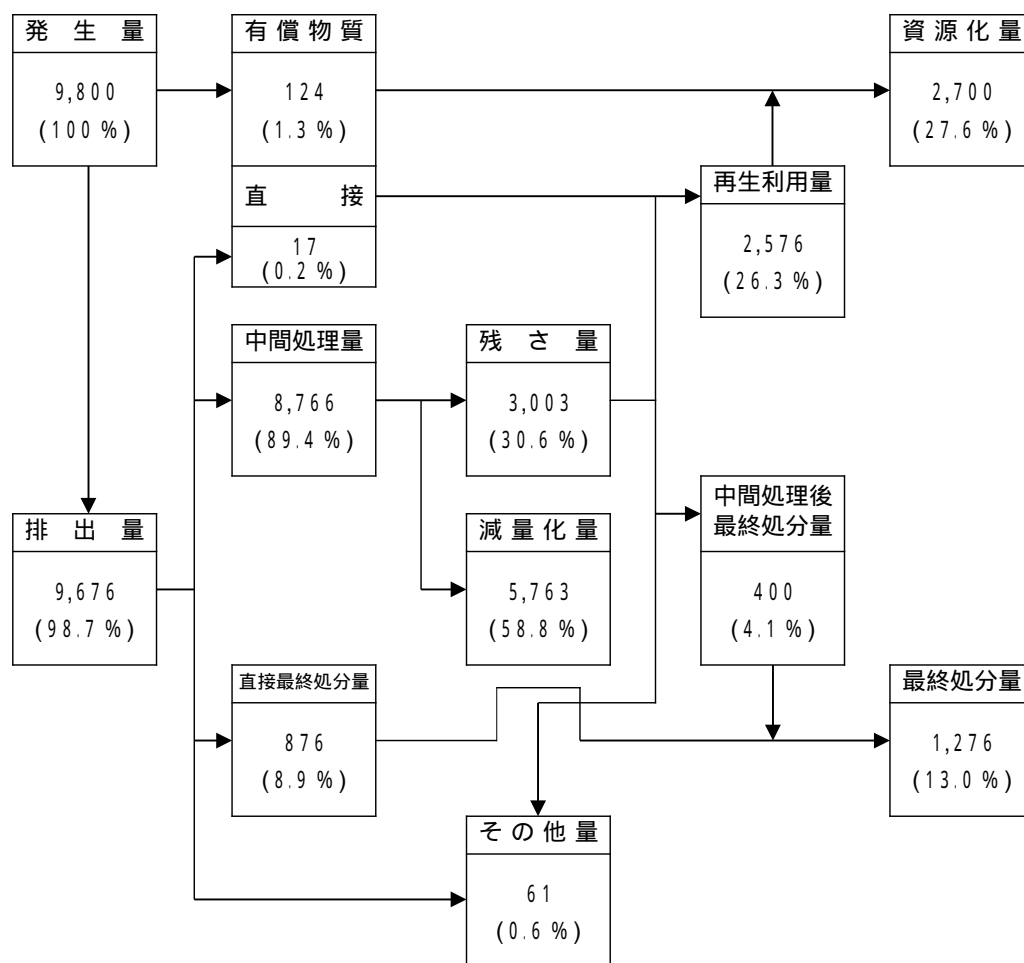 発生量
9,800
(100%)
有償物質
124
(1.3%)
直接
17
(0.2%)
資源化量
2,700
(27.6%)
再生利用量
2,576
(26.3%)
中間処理量
8,766
(89.4%)
残さ量
3,003
(30.6%)
排出量
9,676
(98.7%)
減量化量
5,763
(58.8%)
中間処理後
最終処分量
400
(4.1%)
直接最終処分量
876
(8.9%)
最終処分量
1,276
(13.0%)
その他量
61
(0.6%)